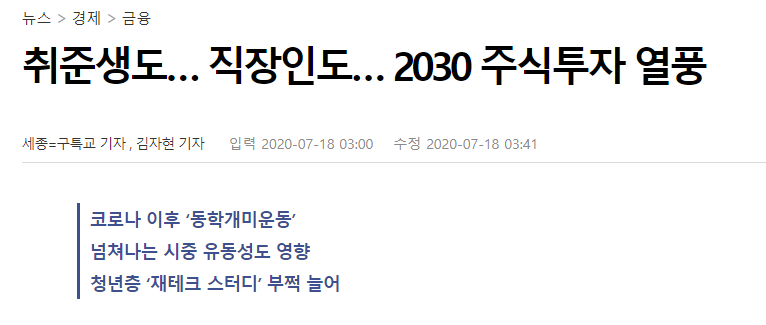 뉴스 > 경제 > 금융
취준생도… 직장인도… 2030 주식투자 열풍
세종=구특교 기자 , 김자현 기자 입력 2020-07-18 03:00 수정 2020-07-18 03:41
코로나 이후 ‘동학개미운동’
넘쳐나는 시중 유동성도 영향
청년층 ‘재테크 스터디’ 부쩍 늘어